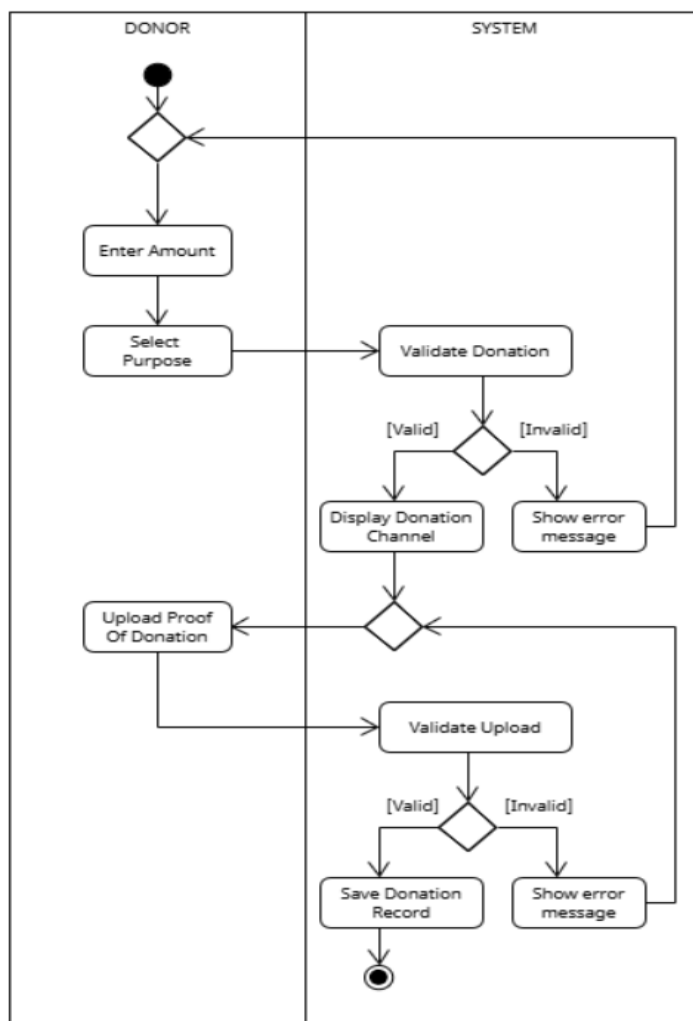 DONOR
SYSTEM
Enter Amount
Select
Purpose
Validate Donation
[Valid]
[Invalid]
Display Donation
Channel
Show error
message
Upload Proof
Of Donation
Validate Upload
[Valid]
[Invalid]
Save Donation
Record
Show error
message